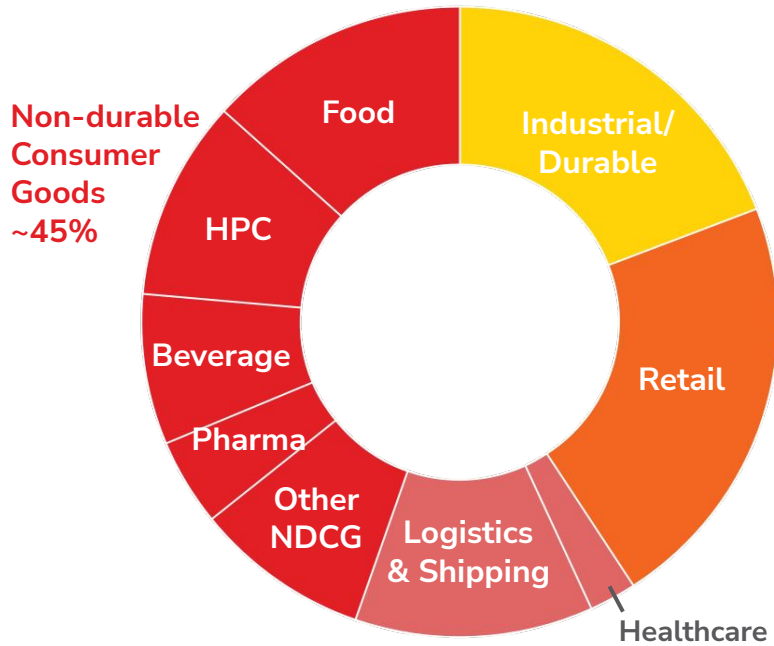 Non-durable
Consumer
Goods
~45%
Food
Industrial/
Durable
HPC
Beverage
Retail
Pharma
Other
NDCG
Logistics
& Shipping
Healthcare